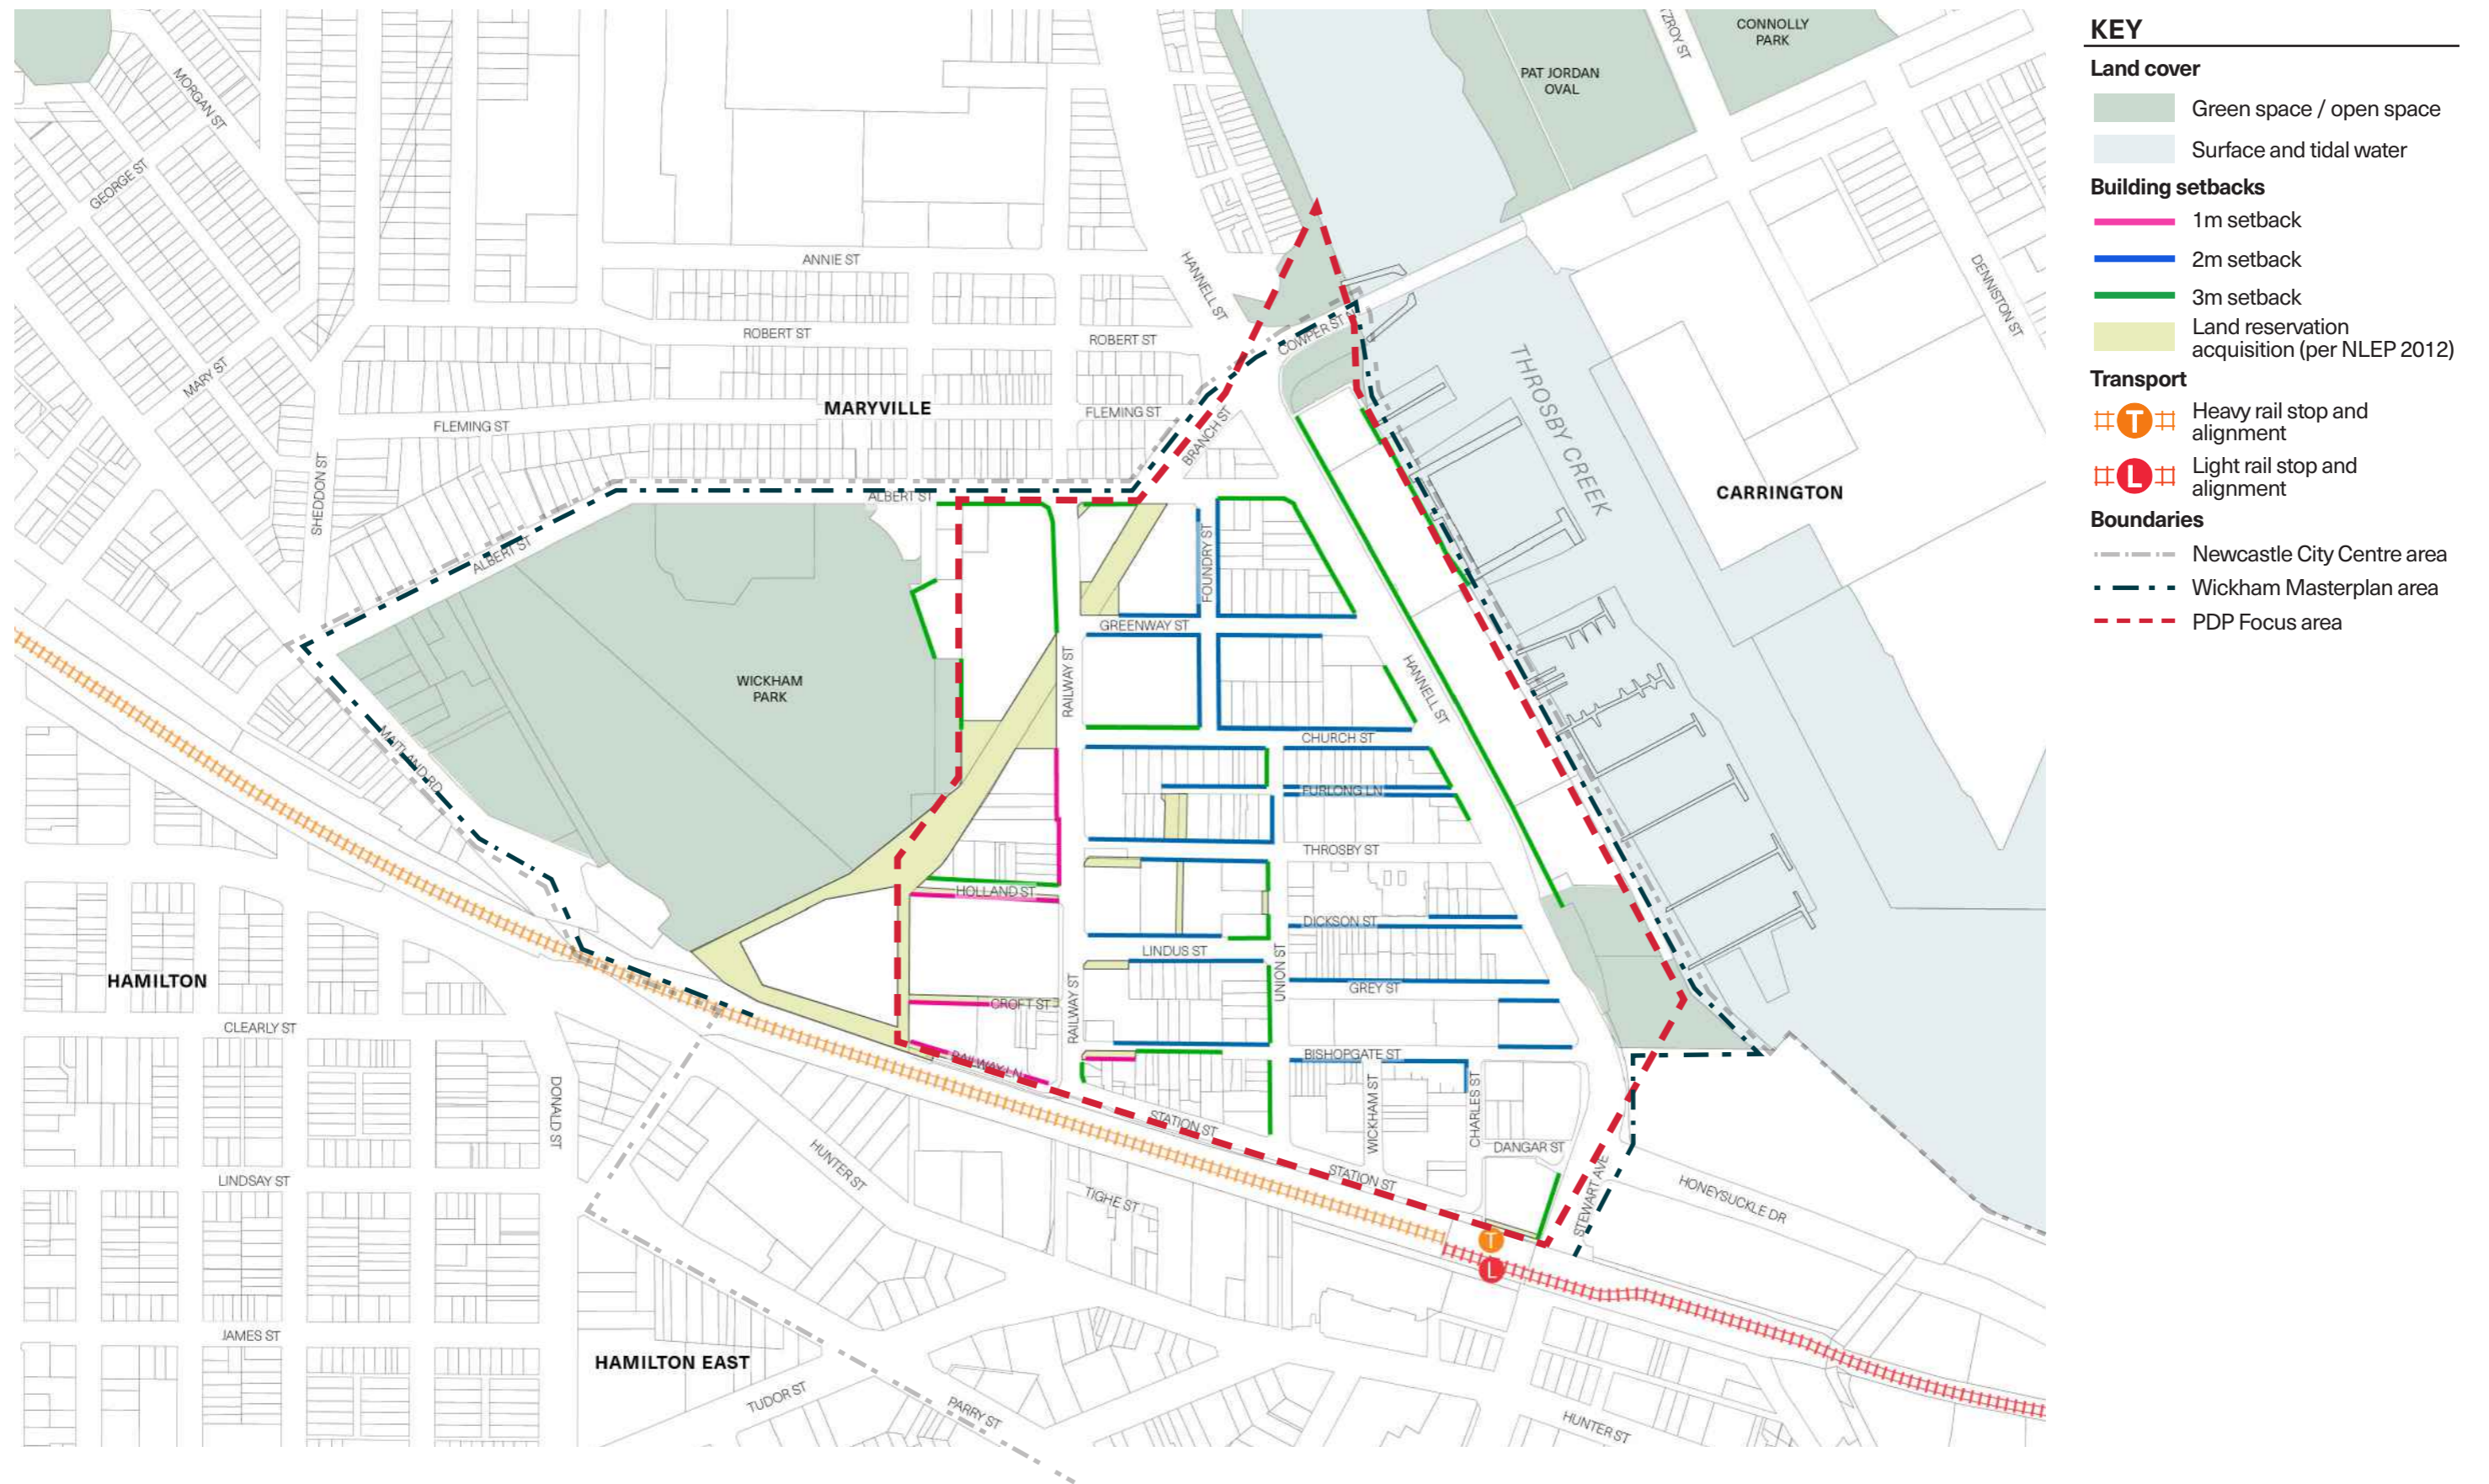 KEY
Land cover
Green space / open space
Surface and tidal water
Building setbacks
1m setback
2m setback
3m setback
Land reservation
acquisition (per NLEP 2012)
Transport
T
Heavy rail stop and
alignment
L
Light rail stop and
alignment
Boundaries
Newcastle City Centre area
Wickham Masterplan area
PDP Focus area
CONNOLLY
PARK
PAT JORDAN
OVAL
MORGAN ST
GEORGE ST
MARY ST
SHEDDON ST
ANNIE ST
ROBERT ST
ROBERT ST
MARYVILLE
FLEMING ST
FLEMING ST
HANNELL ST
COWPER ST N
BRANCH ST
DENNISTON ST
THROSBY CREEK
CARRINGTON
ALBERT ST
ALBERT ST
FOUNDRY ST
GREENWAY ST
RAILWAY ST
HANNELL ST
WICKHAM
PARK
MAITLAND RD
CHURCH ST
FURLONG LN
THROSBY ST
HOLLAND ST
DICKSON ST
LINDUS ST
UNION ST
GREY ST
CROFT ST
RAILWAY ST
RAILWAY LN
BISHOPGATE ST
WICKHAM ST
CHARLES ST
STATION ST
STATION ST
DANGAR ST
STEWART AVE
HONEYSUCKLE DR
HAMILTON
CLEARLY ST
DONALD ST
LINDSAY ST
HUNTER ST
TIGHE ST
T
L
JAMES ST
HAMILTON EAST
TUDOR ST
PARRY ST
HUNTER ST